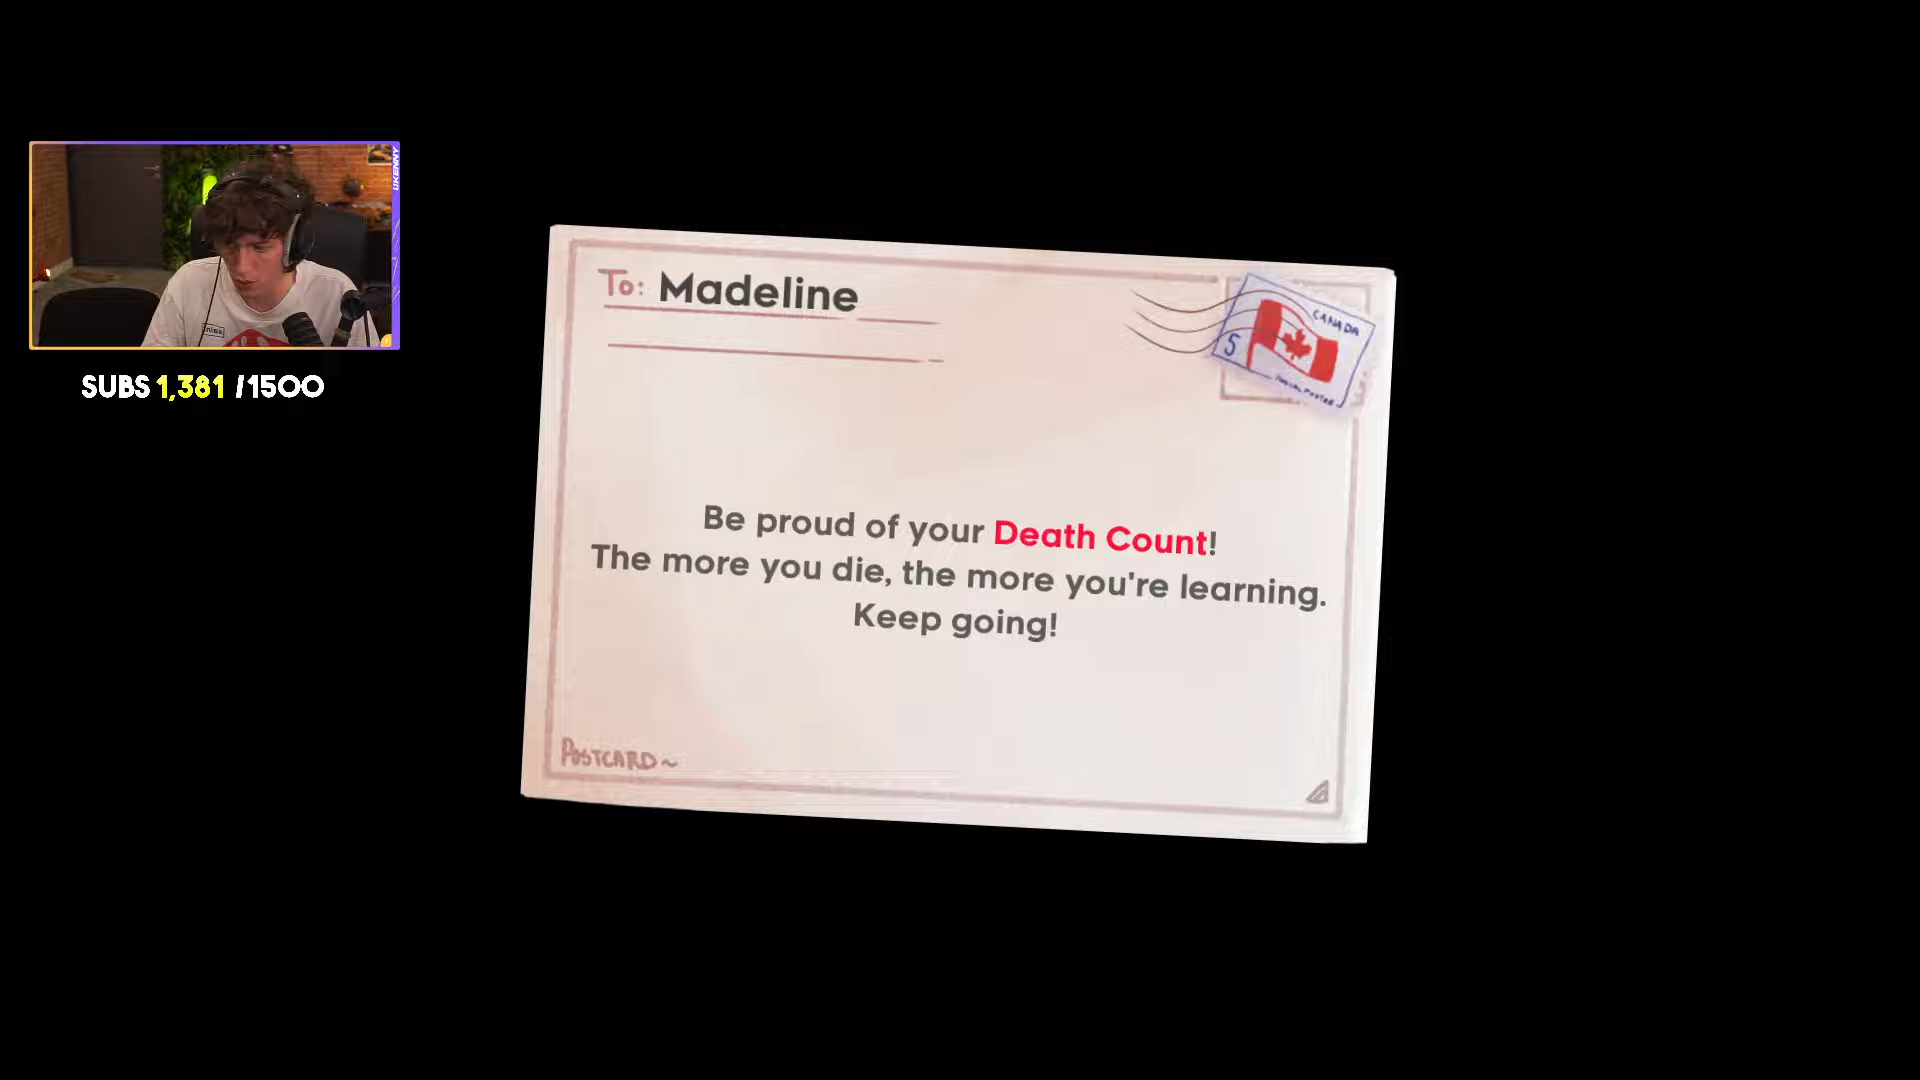 UKENNY
SUBS 1,381 /1500
To: Madeline
CANADA
5
Be proud of your Death Count!
The more you die, the more you're learning.
Keep going!
POSTCARD~